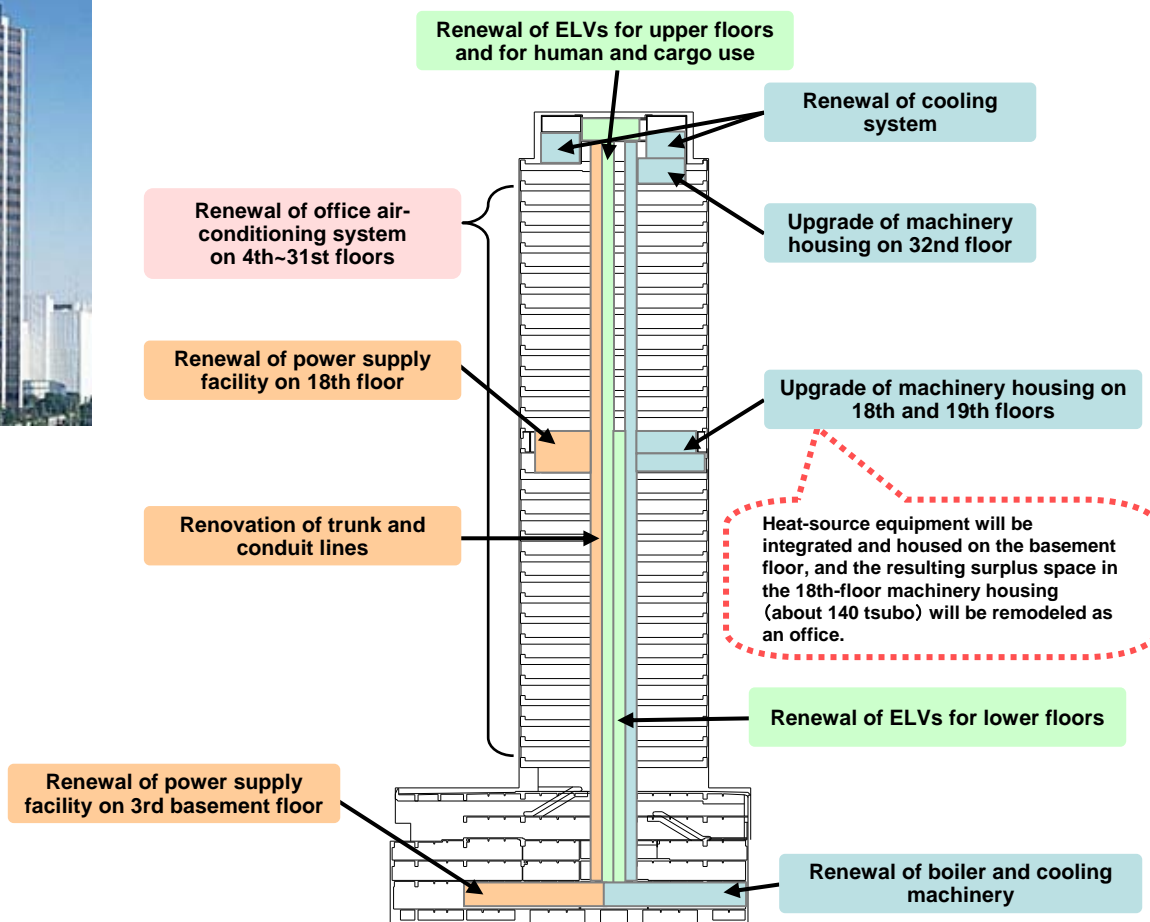 Renewal of ELVs for upper floors
and for human and cargo use
Renewal of cooling
system
Renewal of office air-
conditioning system
on 4th~31st floors
Upgrade of machinery
housing on 32nd floor
Renewal of power supply
facility on 18th floor
Upgrade of machinery housing on
18th and 19th floors
Renovation of trunk and
conduit lines
Heat-source equipment will be
integrated and housed on the basement
floor, and the resulting surplus space in
the 18th-floor machinery housing
（about 140 tsubo）will be remodeled as
an office.
Renewal of ELVs for lower floors
Renewal of power supply
facility on 3rd basement floor
Renewal of boiler and cooling
machinery